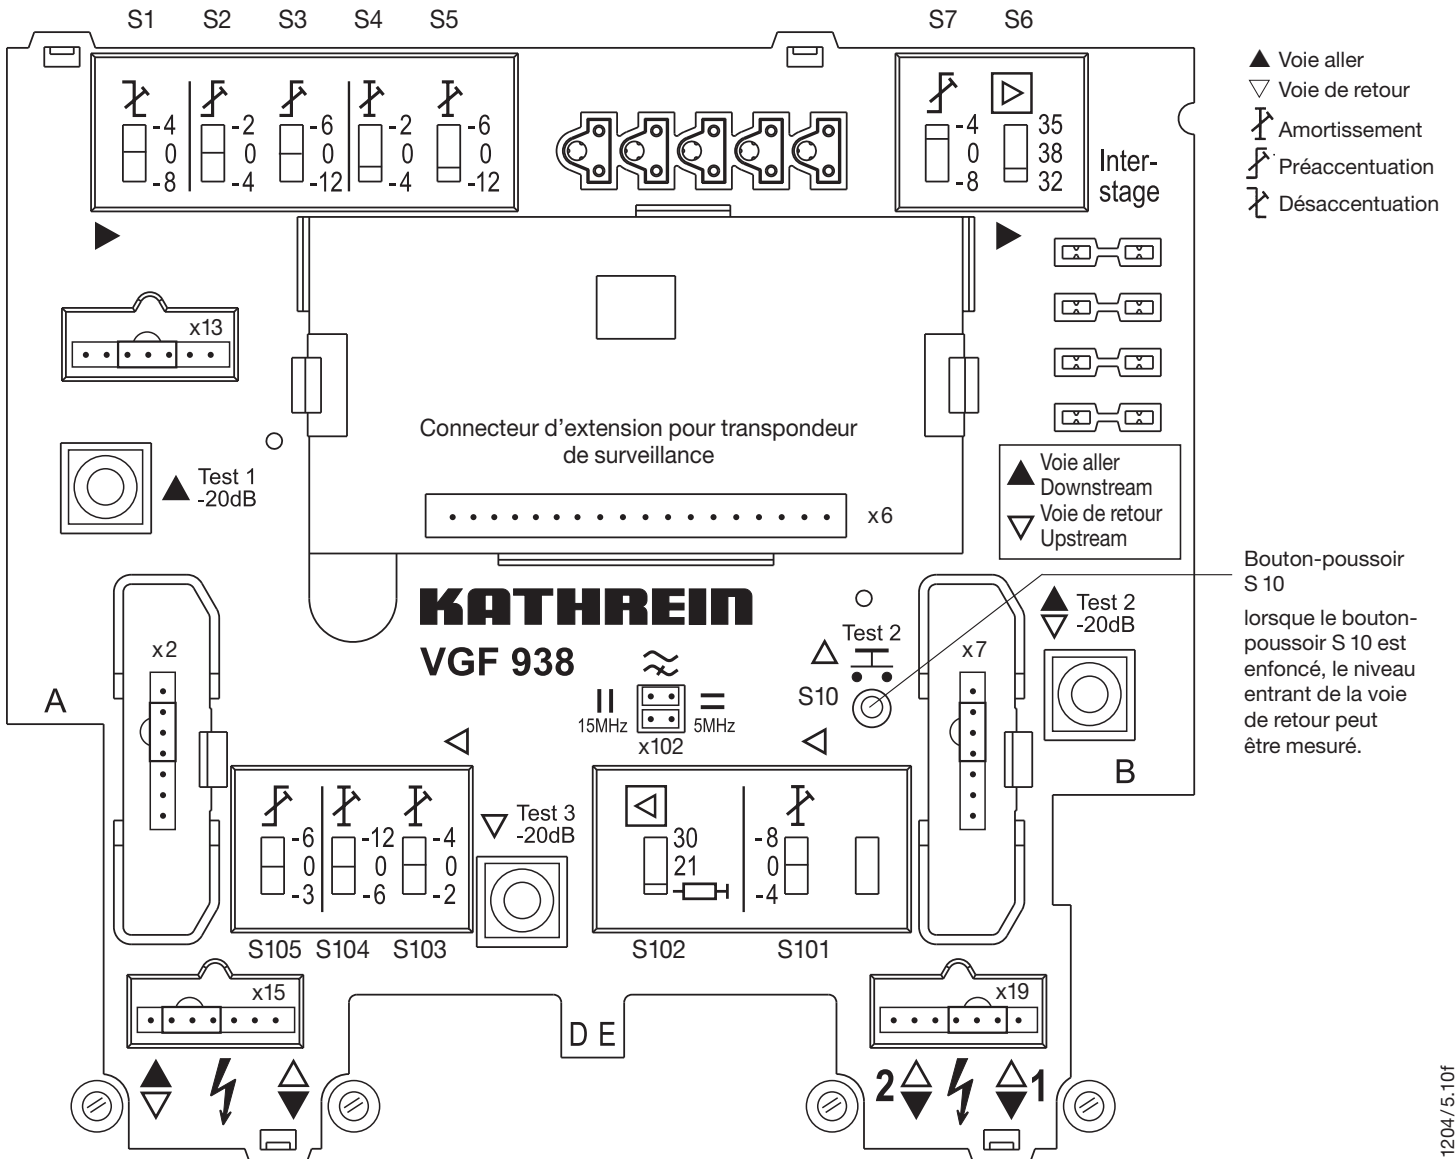 S1 S2 S3 S4 S5
S7 S6
-4
0
-8
-2
0
-4
-6
0
-12
-2
0
-4
-6
0
-12
-4
0
-8
35
38
32
Inter-
stage
Voie aller
Voie de retour
Amortissement
Préaccentuation
Désaccentuation
x13
Connecteur d'extension pour transpondeur
de surveillance
x6
Test 1
-20dB
Voie aller
Downstream
Voie de retour
Upstream
Bouton-poussoir
S 10
lorsque le bouton-
poussoir S 10 est
enfoncé, le niveau
entrant de la voie
de retour peut
être mesuré.
KATHREIN
VGF 938
x2
A
15MHz
5MHz
x102
Test 2
S10
x7
Test 2
-20dB
B
-6
0
-3
-12
0
-6
-4
0
-2
Test 3
-20dB
30
21
-8
0
-4
S105 S104 S103
S102 S101
x15
D E
x19
2
1
1204/5.10f